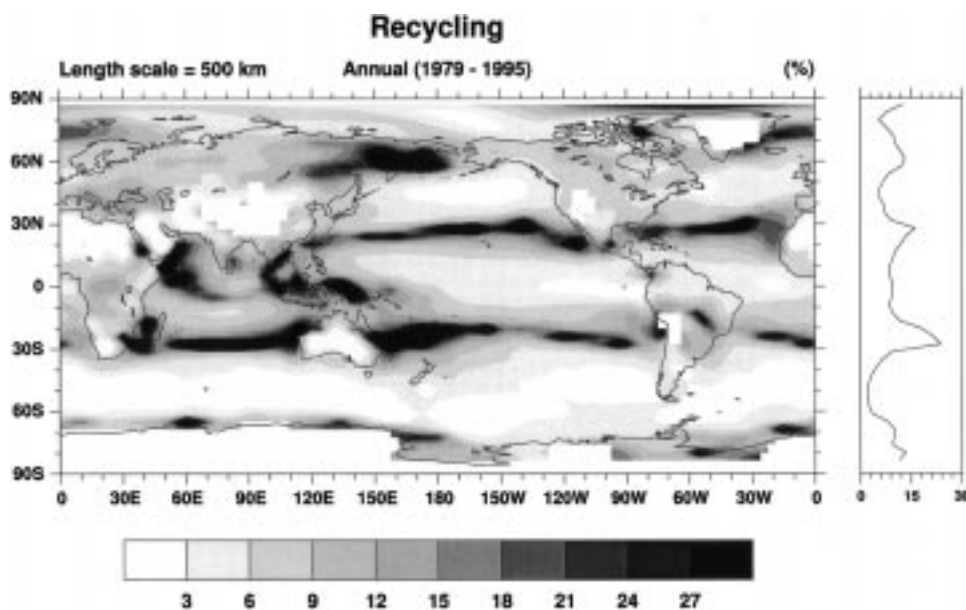 Recycling
Length scale = 500 km Annual (1979 - 1995) (%)
90N
60N
30N
0
30S
60S
90S
0 30E 60E 90E 120E 150E 180 150W 120W 90W 60W 30W 0
0 15 30
3 6 9 12 15 18 21 24 27